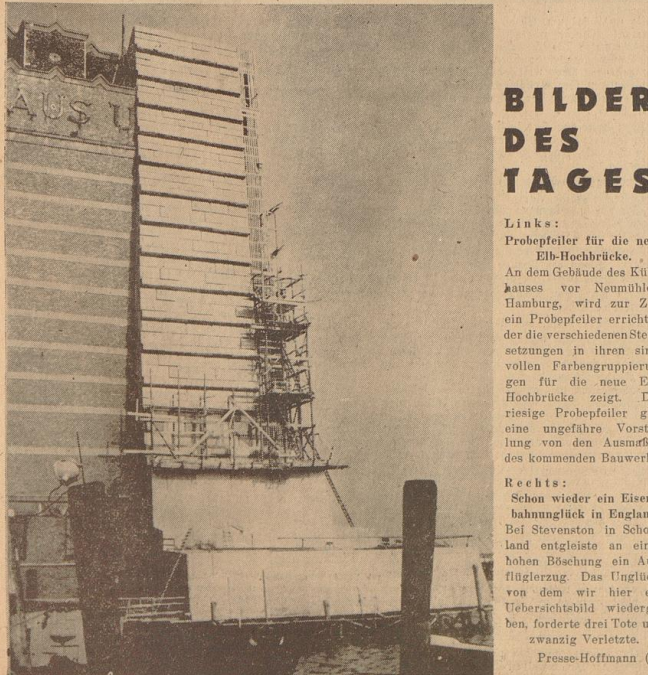 AUS U
BILDER
DES
TAGES
Links:
Probepfeiler für die ne
Elb-Hochbrücke.
An dem Gebäude des Kü
hauses vor Neumühle
Hamburg, wird zur Z
ein Probepfeiler erricht
der die verschiedenen Ste
setzungen in ihren sin
vollen Farbengruppieru
gen für die neue E
Hochbrücke zeigt. D
riesige Probepfeiler g
eine ungefähre Vorst
lung von den Ausmaß
des kommenden Bauwerk
Rechts:
Schon wieder ein Eisen
bahnunglück in Englan
Bei Stevenston in Scho
land entgleiste an ein
hohen Böschung ein Au
flüglerzug. Das Unglüc
von dem wir hier e
Uebersichtsbild wiederg
ben, forderte drei Tote u
zwanzig Verletzte.
Presse-Hoffmann (